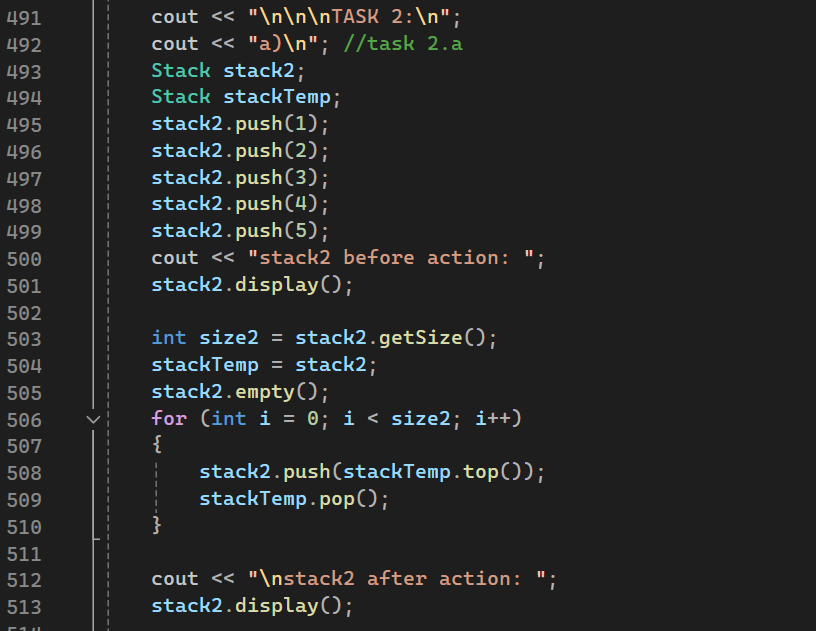 491 cout << "\n\n\nTASK 2:\n";
492 cout << "a)\n"; //task 2.a
493 Stack stack2;
494 Stack stackTemp;
495 stack2.push(1);
496 stack2.push(2);
497 stack2.push(3);
498 stack2.push(4);
499 stack2.push(5);
500 cout << "stack2 before action: ";
501 stack2.display();
502
503 int size2 = stack2.getSize();
504 stackTemp = stack2;
505 stack2.empty();
506 for (int i = 0; i < size2; i++)
507 {
508 stack2.push(stackTemp.top());
509 stackTemp.pop();
510 }
511
512 cout << "\nstack2 after action: ";
513 stack2.display();